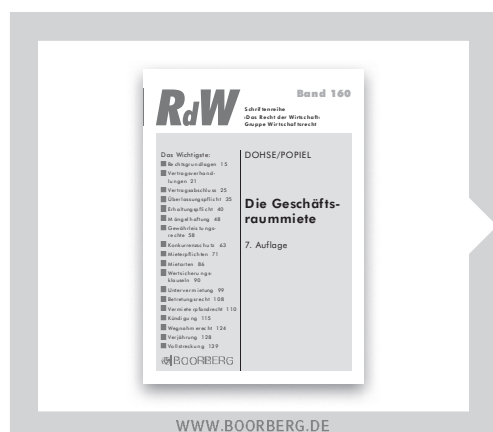 RdW
Band 160
Schriftenreihe
›Das Recht der Wirtschaft‹
Gruppe Wirtschaftsrecht
Das Wichtigste:
Rechtsgrundlagen 15
Vertragsverhand-
lungen 21
Vertragsabschluss 25
Überlassungspflicht 35
Erhaltungspflicht 40
Mängelhaftung 48
Gewährleistungs-
rechte 58
Konkurrenzschutz 63
Mieterpflichten 71
Mietarten 86
Wertsicherungs-
klauseln 90
Untervermietung 99
Betretungsrecht 108
Vermieterpfandrecht 110
Kündigung 115
Wegnahmerecht 124
Verjährung 128
Vollstreckung 139
BOORBERG
DOHSE/POPIEL
Die Geschäfts-
raummiete
7. Auflage
WWW.BOORBERG.DE